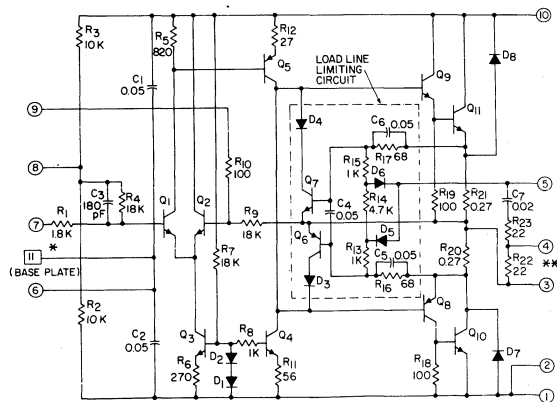 R3
10 K
R5
820
R12
27
10
C1
0.05
Q5
LOAD LINE
LIMITING
CIRCUIT
Q9
D8
Q11
9
D4
C6
0.05
R17
68
R10
100
R15
1 K
D6
8
5
C3
180
pF
R4
18K
Q1
Q2
Q7
C4
0.05
R14
4.7 K
R19
100
R21
0.27
C7
0.02
7
R1
1.8 K
R9
18K
Q6
D5
R23
22
*
11
(BASE PLATE)
R7
18K
R13
1K
C5
0.05
R20
0.27
4
R22
22
**
6
D3
R16
68
3
R2
10 K
C2
0.05
Q3
R8
1K
Q4
Q8
D2
R6
270
D1
R11
56
R18
100
Q10
D7
2
1